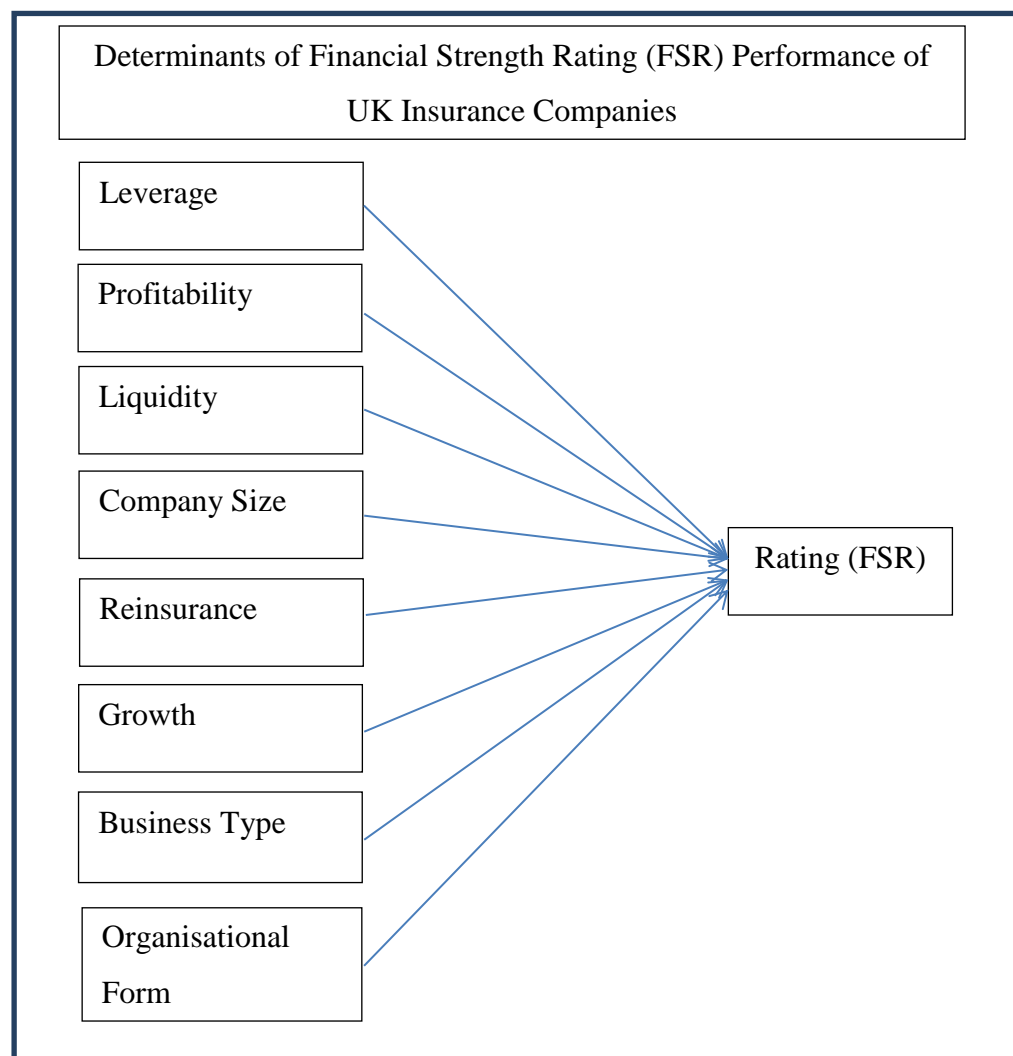 Determinants of Financial Strength Rating (FSR) Performance of
UK Insurance Companies
Leverage
Profitability
Liquidity
Company Size
Reinsurance
Growth
Business Type
Organisational
Form
Rating (FSR)